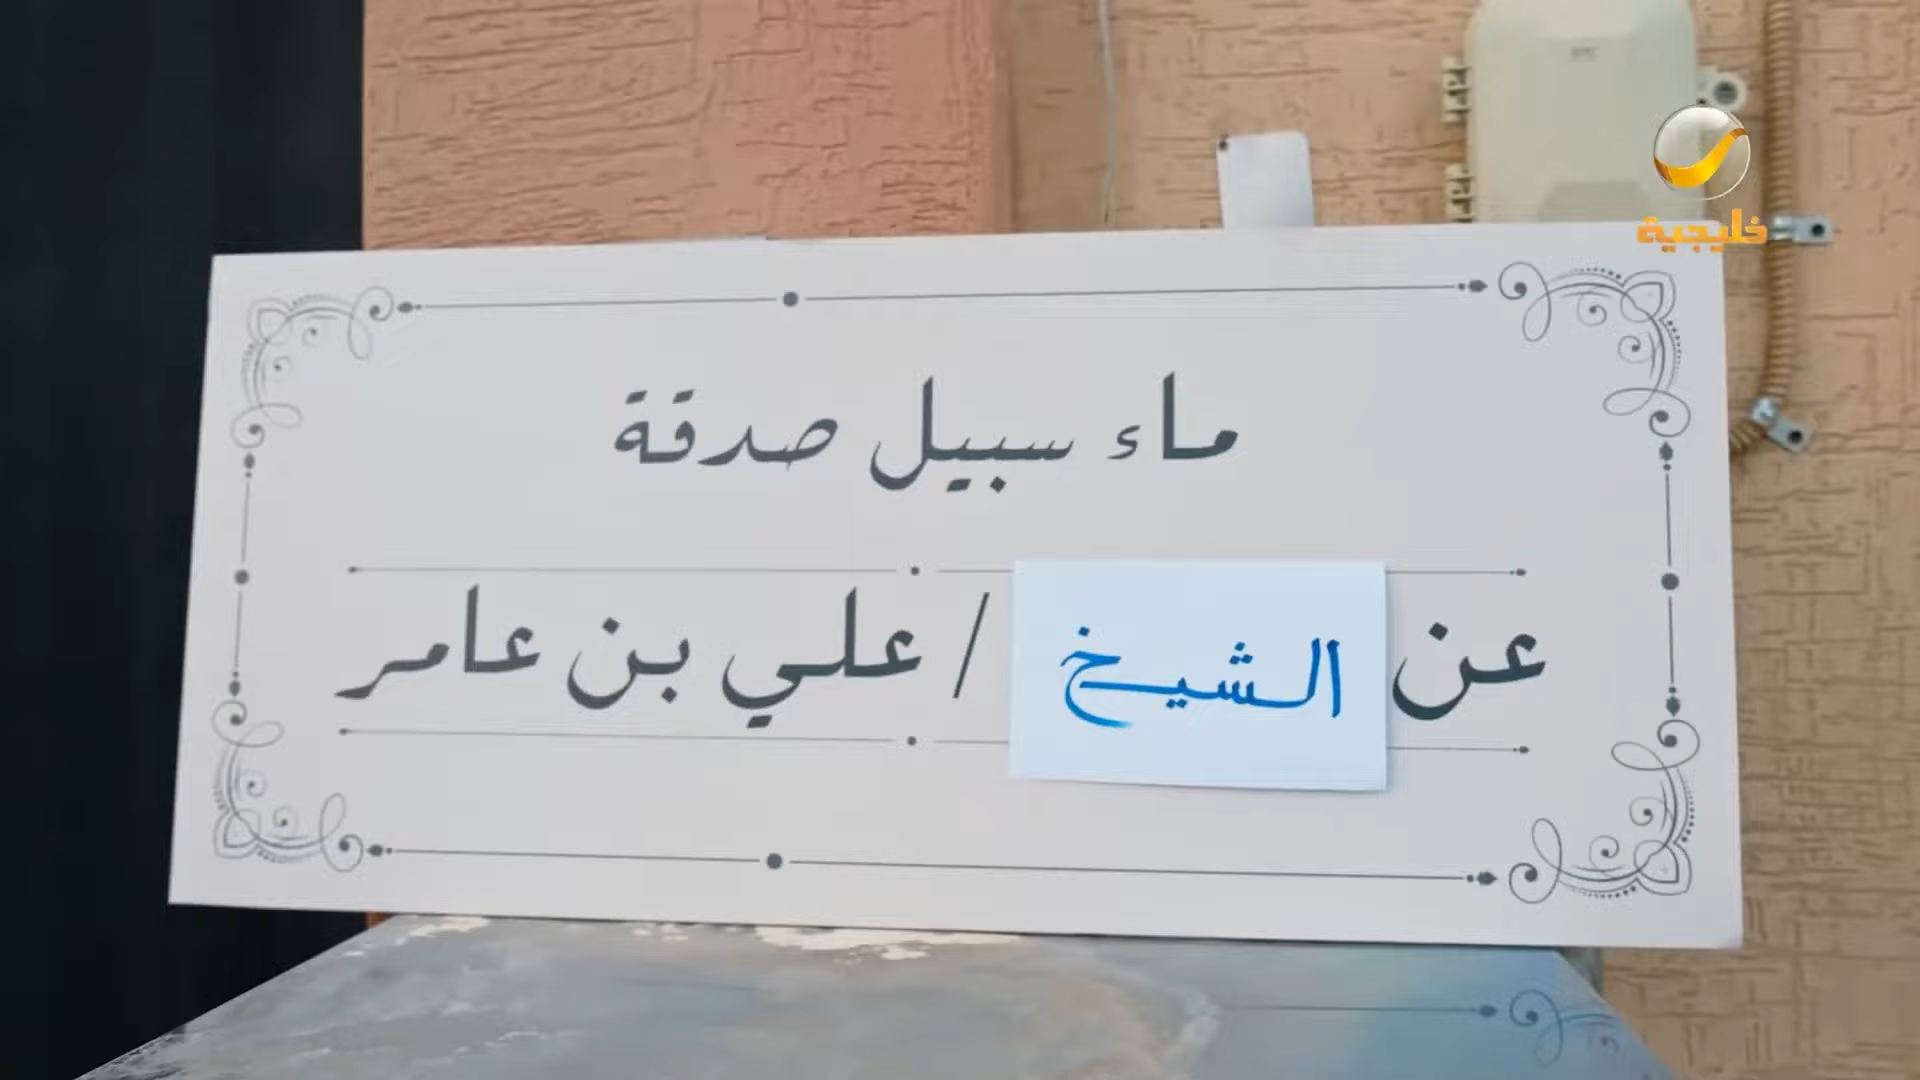 خليجية
ماء سبيل صدقة
عن الشيخ / علي بن عامر